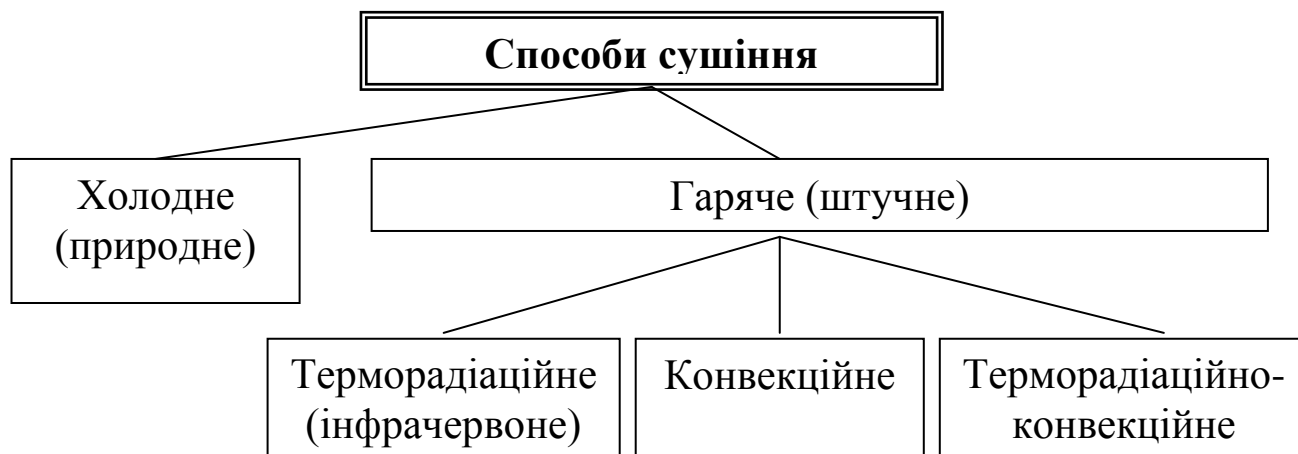 Способи сушіння
Холодне
(природне)
Гаряче (штучне)
Терморадіаційне
(інфрачервоне)
Конвекційне
Терморадіаційно-
конвекційне